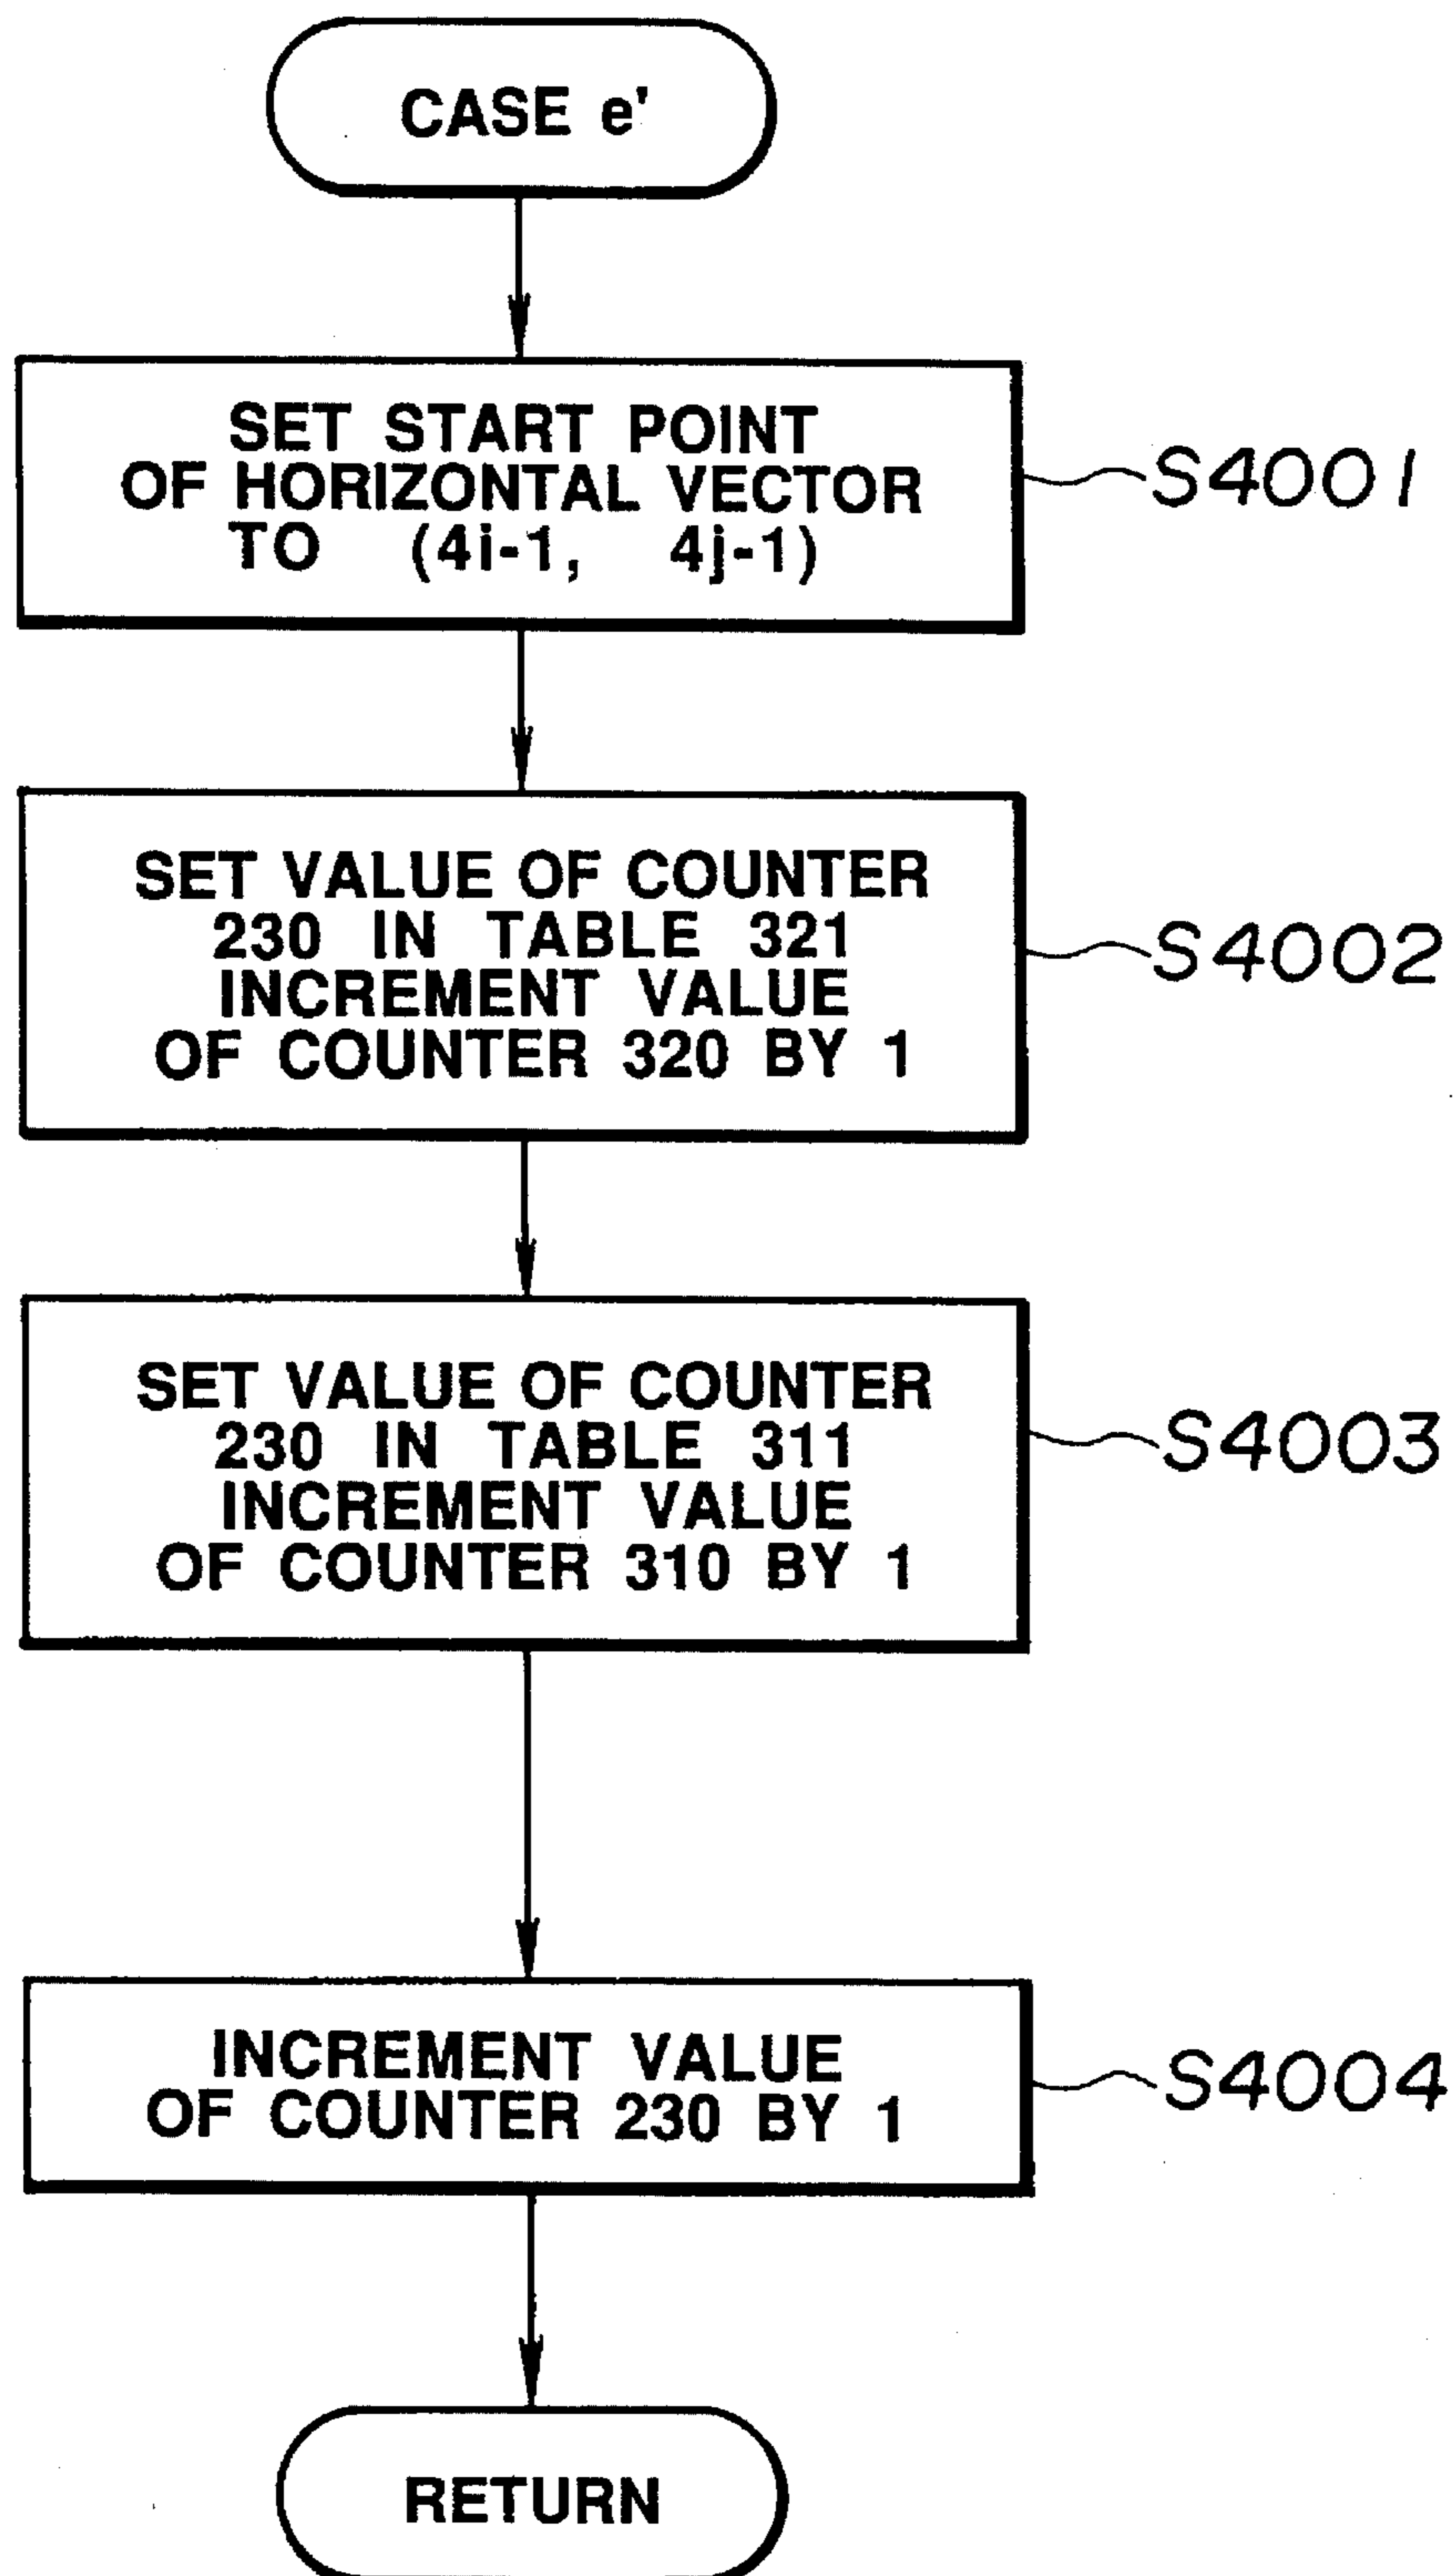 CASE e'
SET START POINT
OF HORIZONTAL VECTOR
TO (4i-1, 4j-1)
S4001
SET VALUE OF COUNTER
230 IN TABLE 321
INCREMENT VALUE
OF COUNTER 320 BY 1
S4002
SET VALUE OF COUNTER
230 IN TABLE 311
INCREMENT VALUE
OF COUNTER 310 BY 1
S4003
INCREMENT VALUE
OF COUNTER 230 BY 1
S4004
RETURN